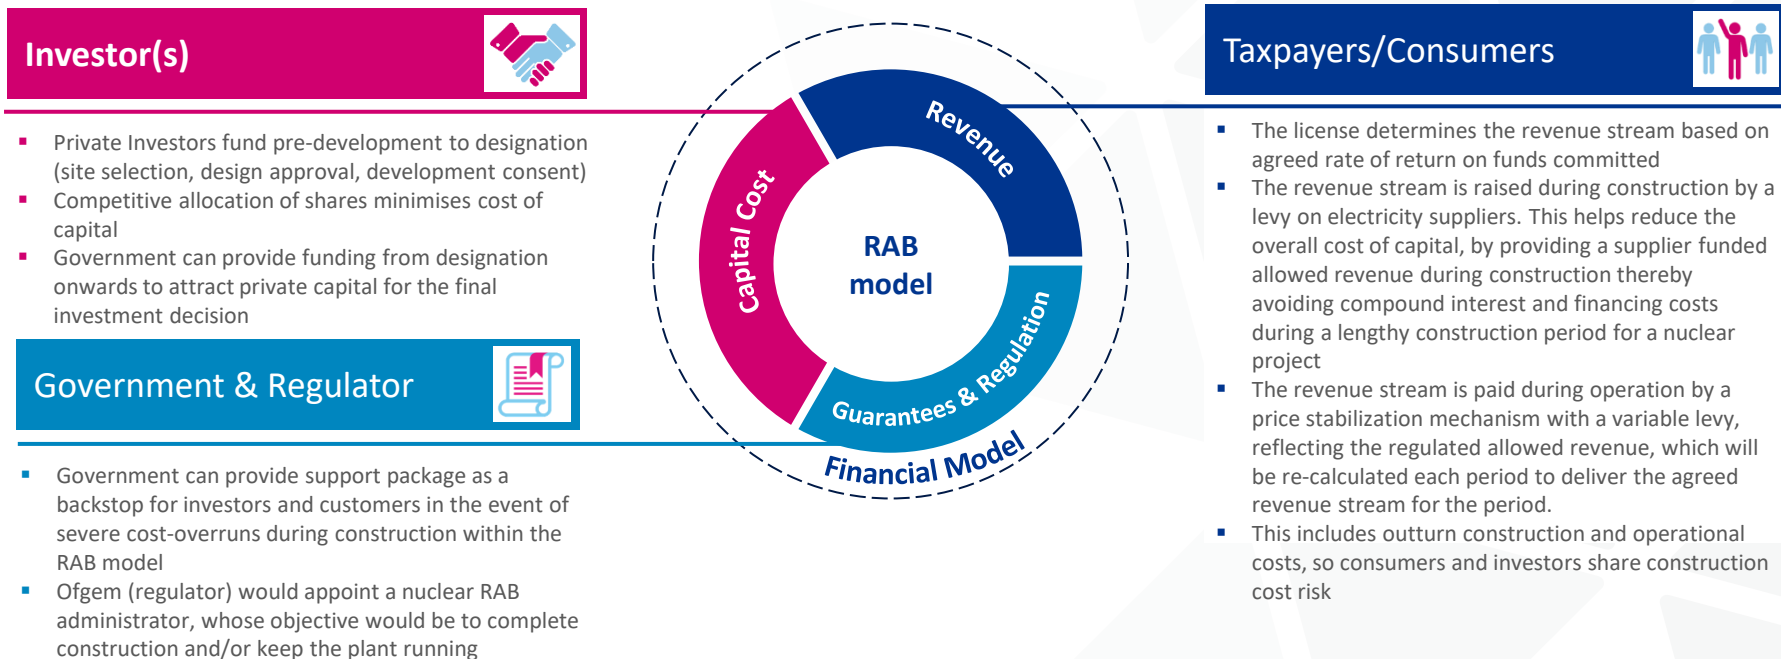 Investor(s)
▪ Private Investors fund pre-development to designation
(site selection, design approval, development consent)
▪ Competitive allocation of shares minimises cost of
capital
▪ Government can provide funding from designation
onwards to attract private capital for the final
investment decision
Government & Regulator
▪ Government can provide support package as a
backstop for investors and customers in the event of
severe cost-overruns during construction within the
RAB model
▪ Ofgem (regulator) would appoint a nuclear RAB
administrator, whose objective would be to complete
construction and/or keep the plant running
Capital Cost
Revenue
RAB
model
Guarantees & Regulation
Financial Model
Taxpayers/Consumers
▪ The license determines the revenue stream based on
agreed rate of return on funds committed
▪ The revenue stream is raised during construction by a
levy on electricity suppliers. This helps reduce the
overall cost of capital, by providing a supplier funded
allowed revenue during construction thereby
avoiding compound interest and financing costs
during a lengthy construction period for a nuclear
project
▪ The revenue stream is paid during operation by a
price stabilization mechanism with a variable levy,
reflecting the regulated allowed revenue, which will
be re-calculated each period to deliver the agreed
revenue stream for the period.
▪ This includes outturn construction and operational
costs, so consumers and investors share construction
cost risk